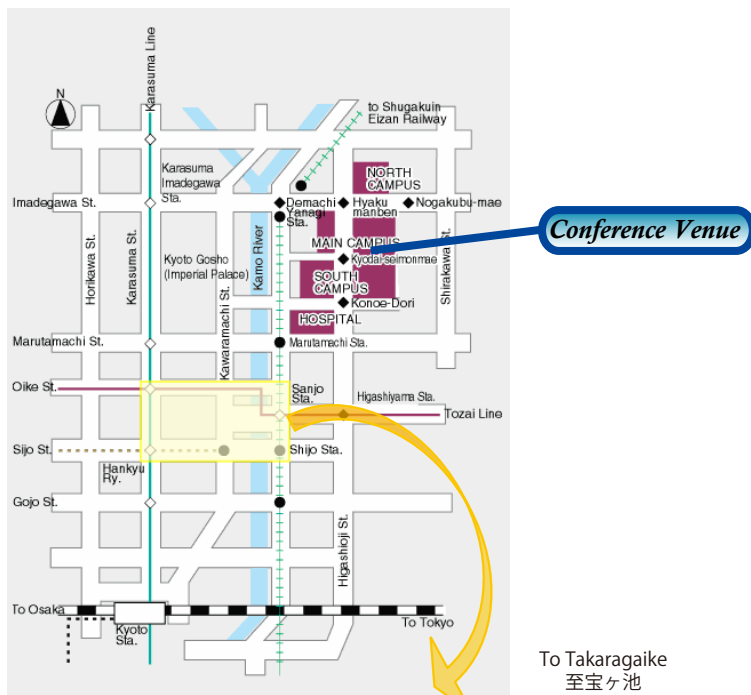 Karasuma Line
N
to Shugakuin
Eizan Railway
Karasuma
Imadegawa
Sta.
NORTH
CAMPUS
Imadegawa St.
Demachi
Yanagi
Sta.
Hyaku
manben
Nogakubu-mae
Conference Venue
MAIN CAMPUS
Kyodai-seimonmae
Horikawa St.
Karasuma St.
Kyoto Gosho
(Imperial Palace)
Kamo River
Shirakawa St.
SOUTH
CAMPUS
Konoe-Dori
HOSPITAL
Kawaramachi St.
Marutamachi St.
Marutamachi Sta.
Oike St.
Sanjo
Sta.
Higashiyama Sta.
Tozai Line
Sijo St.
Shijo Sta.
Hankyu
Ry.
Gojo St.
Higashioji St.
To Osaka
Kyoto
Sta.
To Tokyo
To Takaragaike
至宝ヶ池